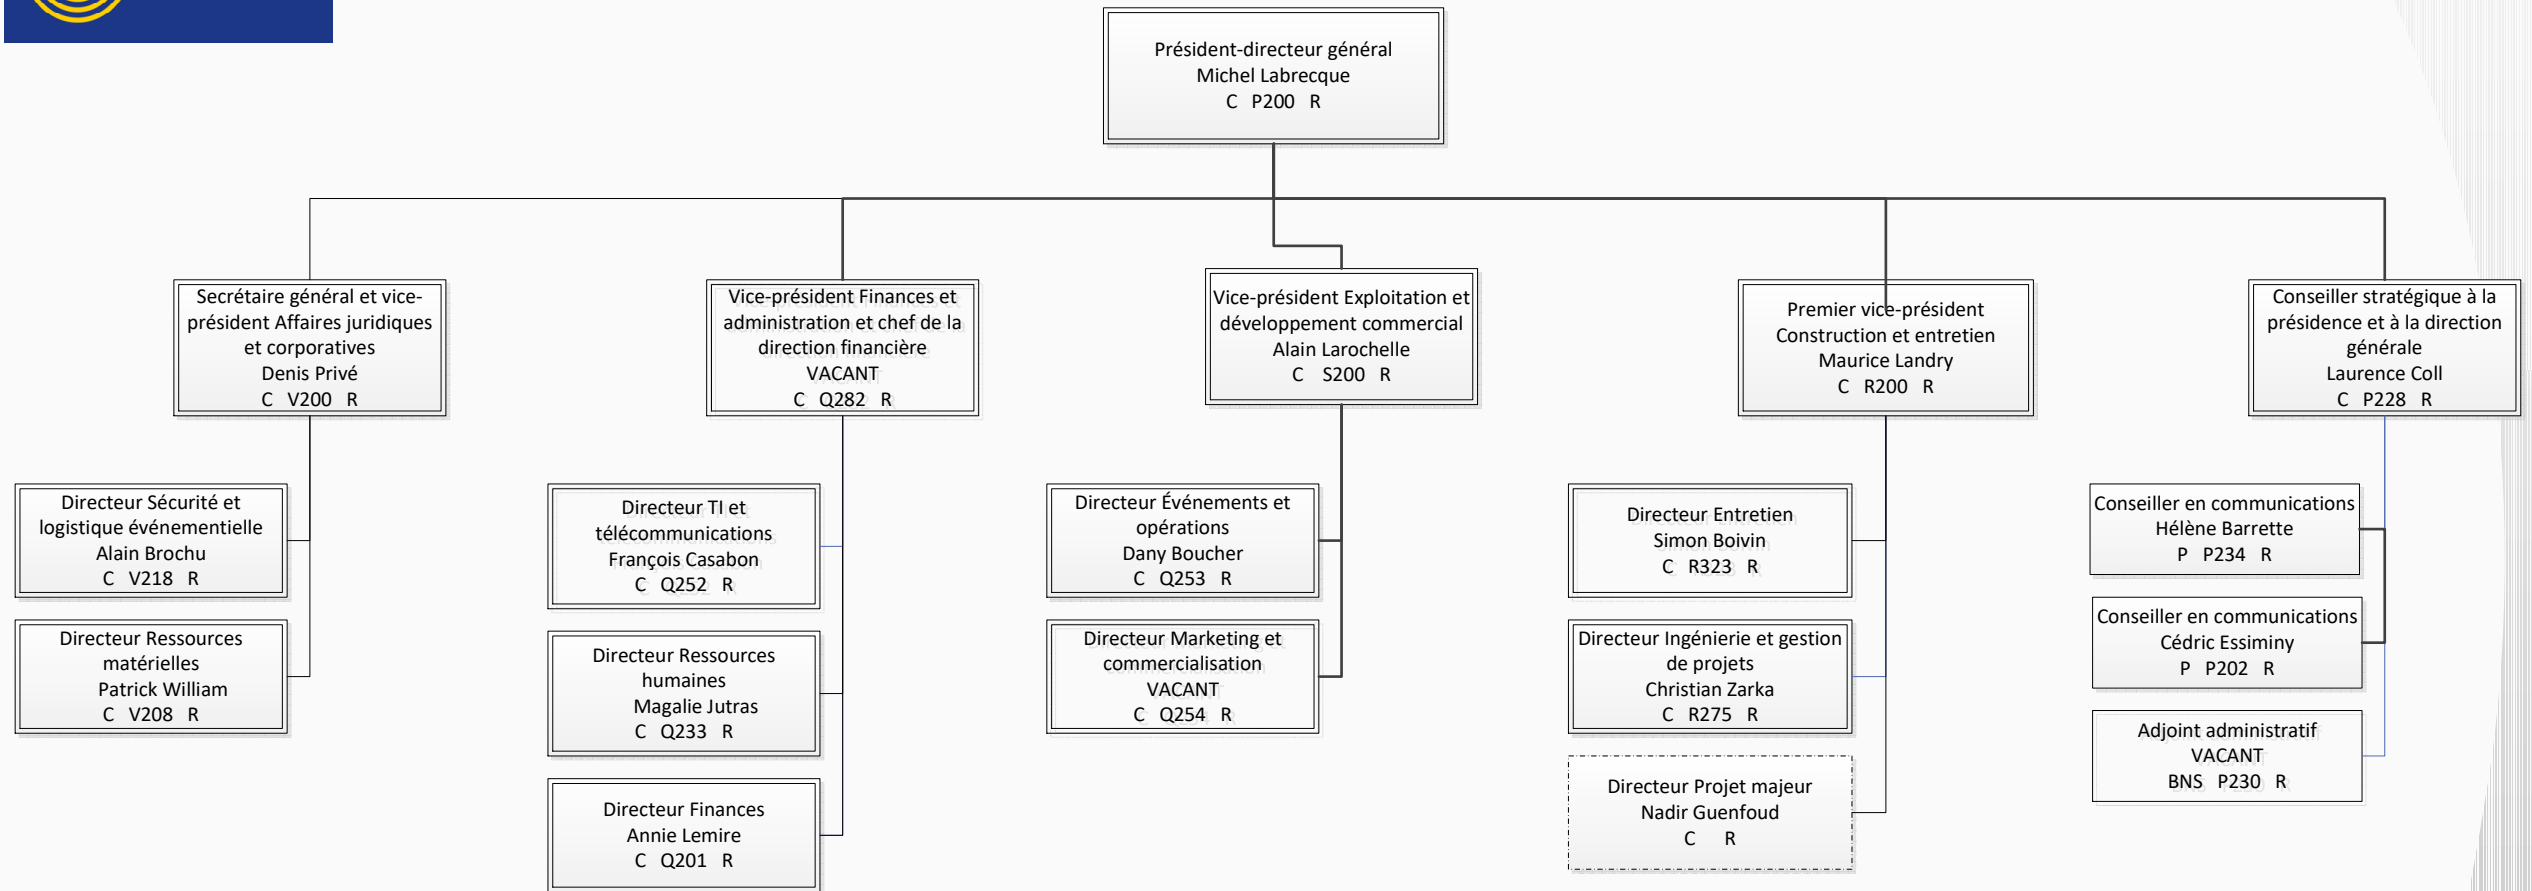 Président-directeur général
Michel Labrecque
C P200 R
Secrétaire général et vice-
président Affaires juridiques
et corporatives
Denis Privé
C V200 R
Vice-président Finances et
administration et chef de la
direction financière
VACANT
C Q282 R
Vice-président Exploitation et
développement commercial
Alain Larochelle
C S200 R
Premier vice-président
Construction et entretien
Maurice Landry
C R200 R
Conseiller stratégique à la
présidence et à la direction
générale
Laurence Coll
C P228 R
Directeur Sécurité et
logistique événementielle
Alain Brochu
C V218 R
Directeur Ressources
matérielles
Patrick William
C V208 R
Directeur TI et
télécommunications
François Casabon
C Q252 R
Directeur Ressources
humaines
Magalie Jutras
C Q233 R
Directeur Finances
Annie Lemire
C Q201 R
Directeur Événements et
opérations
Dany Boucher
C Q253 R
Directeur Marketing et
commercialisation
VACANT
C Q254 R
Directeur Entretien
Simon Boivin
C R323 R
Directeur Ingénierie et gestion
de projets
Christian Zarka
C R275 R
Directeur Projet majeur
Nadir Guenfoud
C R
Conseiller en communications
Hélène Barrette
P P234 R
Conseiller en communications
Cédric Essiminy
P P202 R
Adjoint administratif
VACANT
BNS P230 R